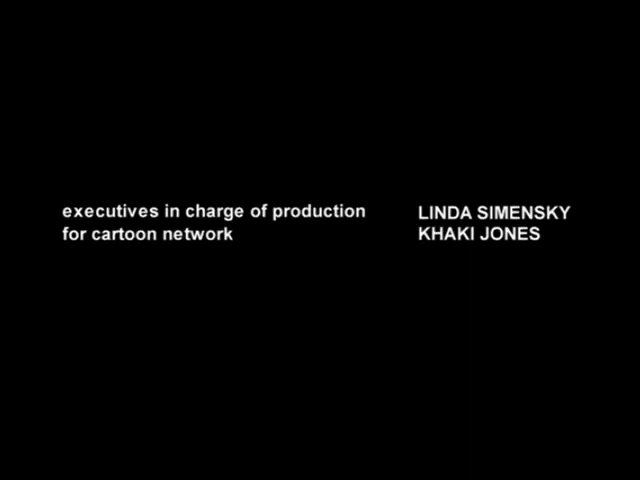 executives in charge of production LINDA SIMENSKY
for cartoon network KHAKI JONES